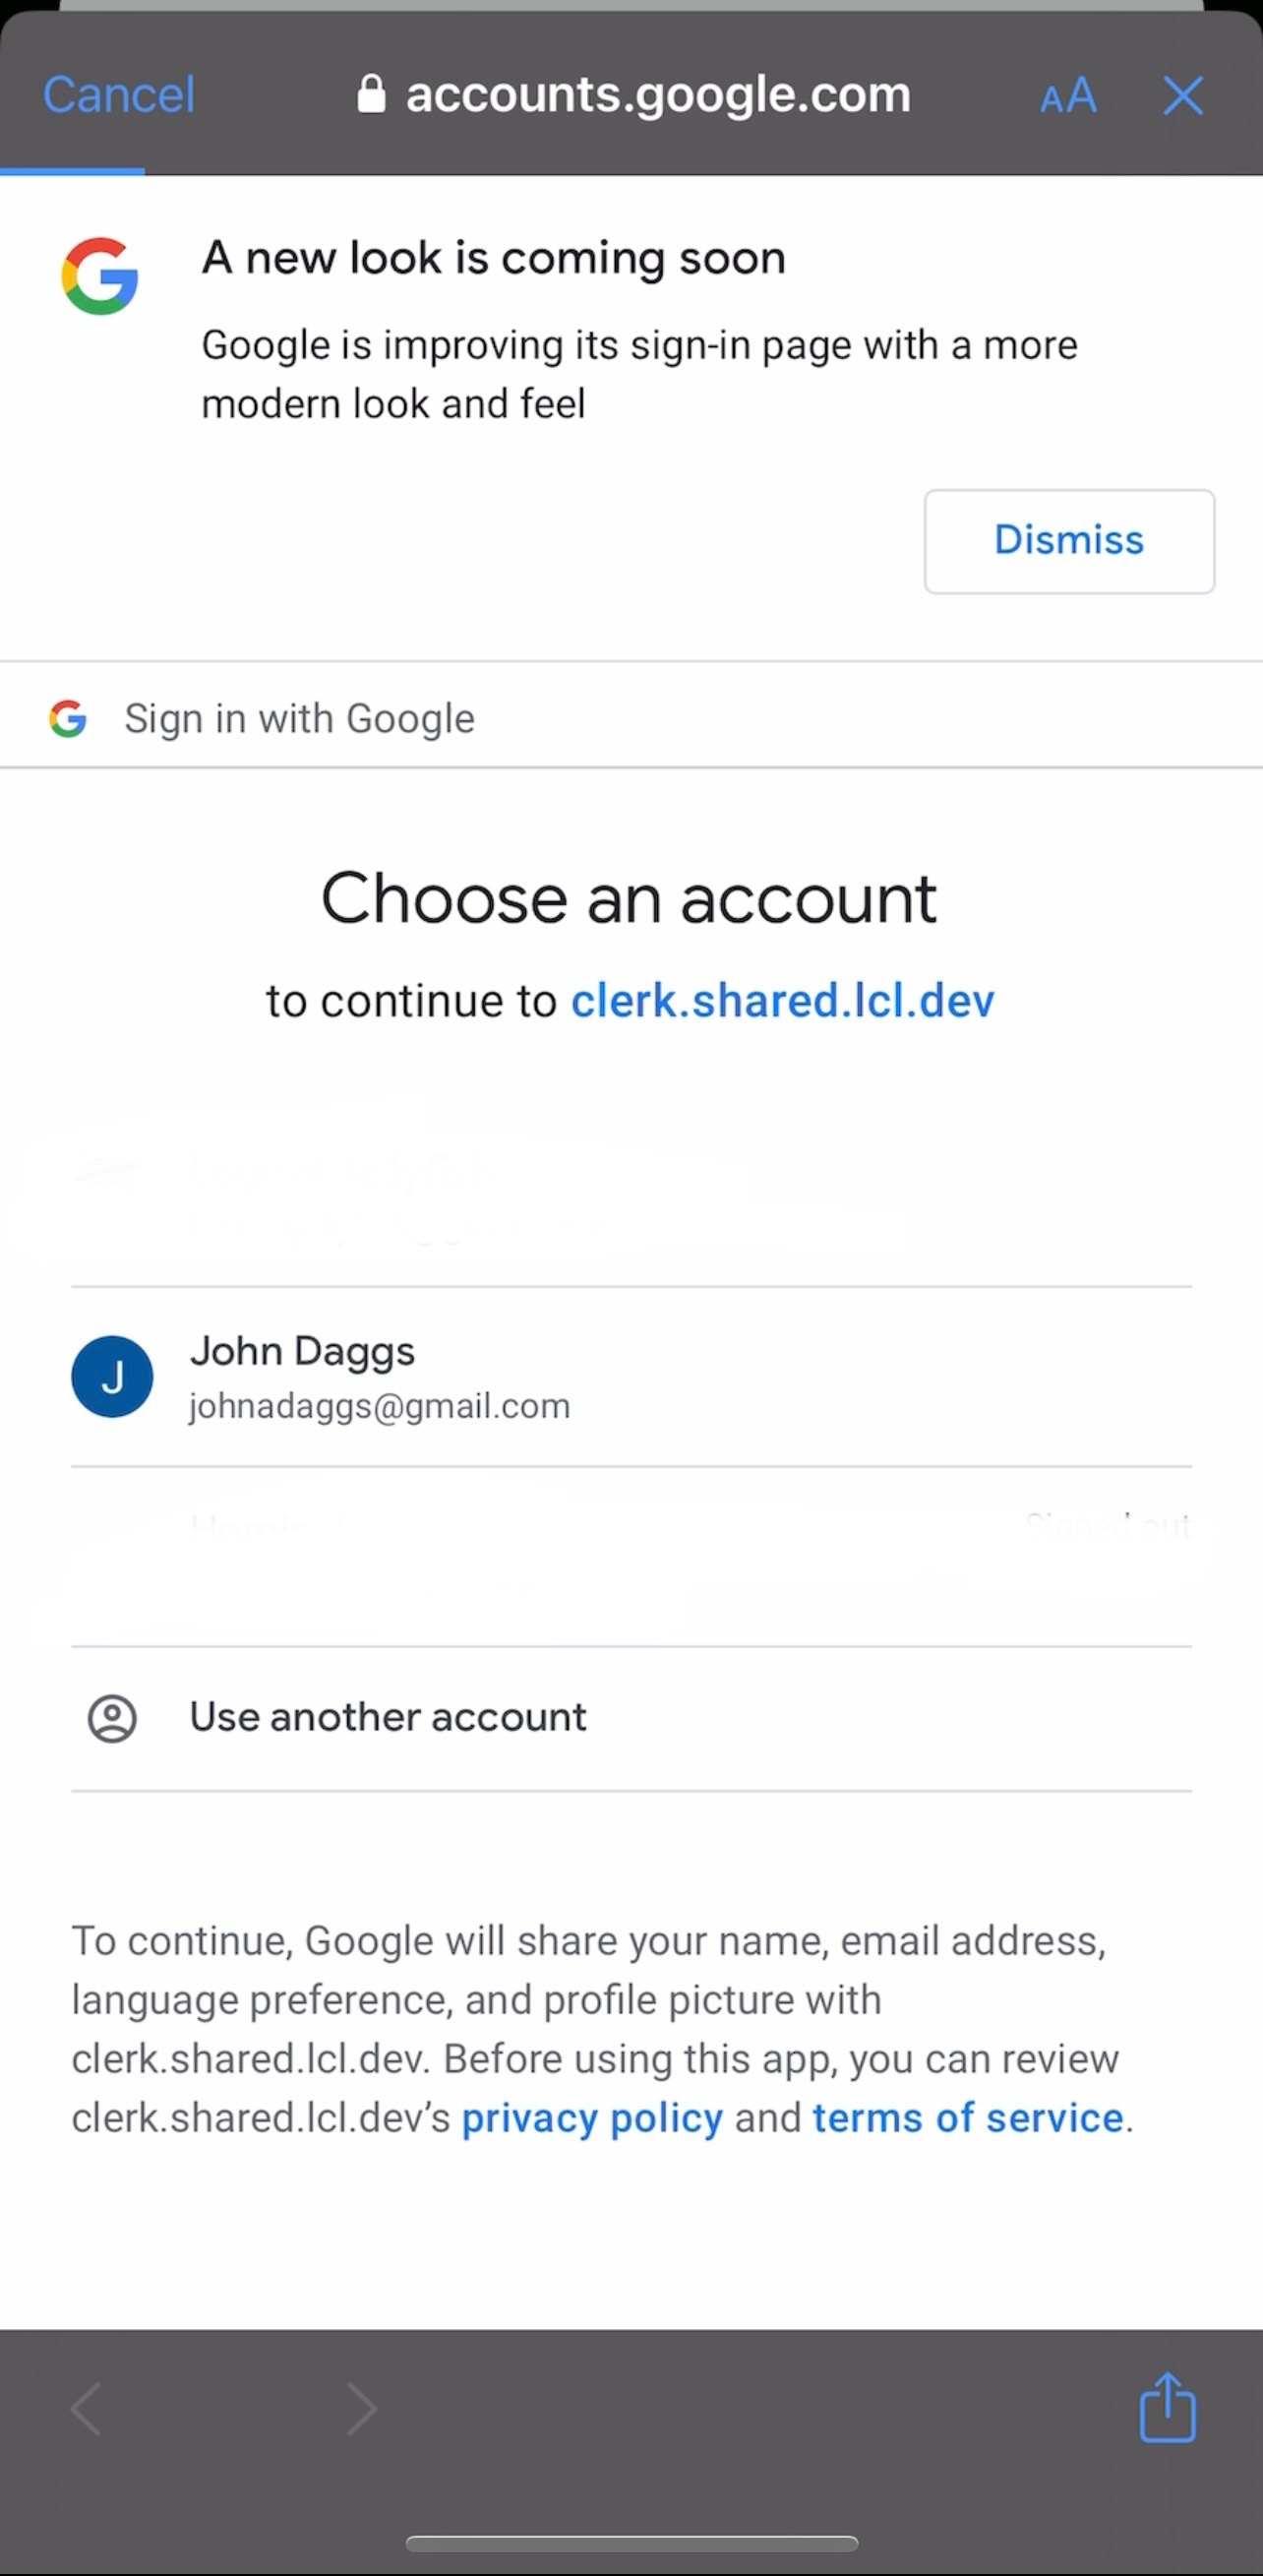 Cancel accounts.google.com AA
A new look is coming soon
Google is improving its sign-in page with a more
modern look and feel
Dismiss
Sign in with Google
Choose an account
to continue to clerk.shared.lcl.dev
J John Daggs
johnadaggs@gmail.com
Signed out
Use another account
To continue, Google will share your name, email address,
language preference, and profile picture with
clerk.shared.lcl.dev. Before using this app, you can review
clerk.shared.lcl.dev’s privacy policy and terms of service.